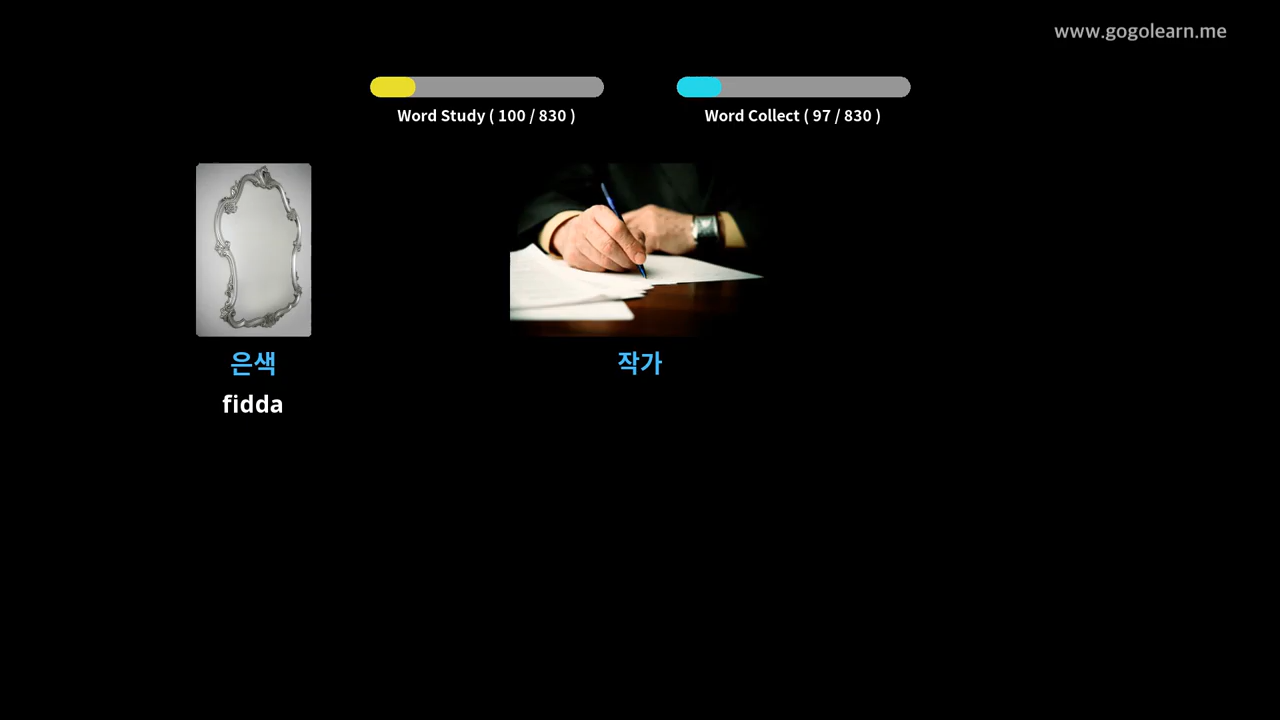 www.gogolearn.me
Word Study ( 100 / 830 )
Word Collect ( 97 / 830 )
은색
fidda
작가